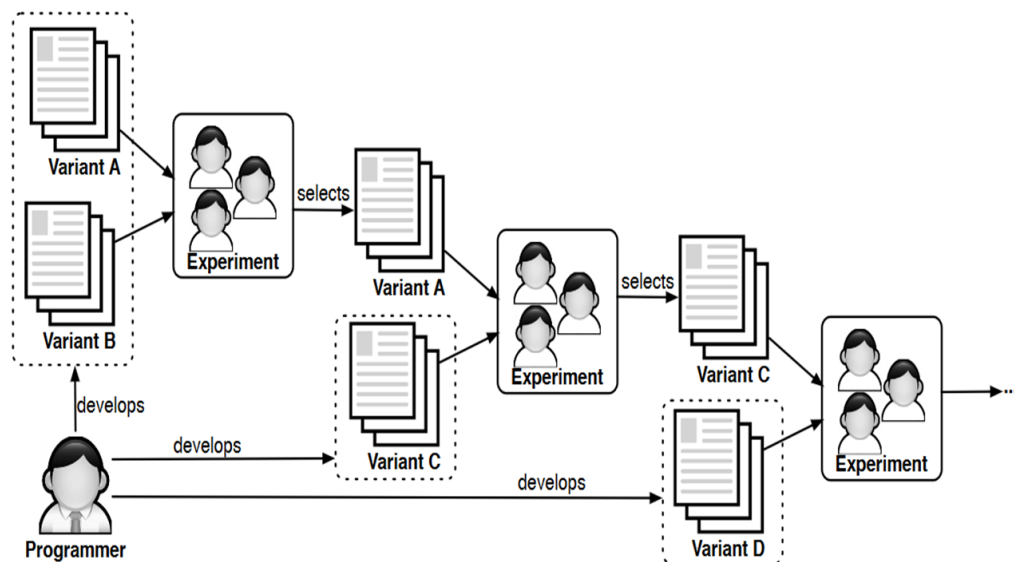 Variant A
Variant B
Experiment
selects
Variant A
Experiment
selects
Variant C
Experiment
...
develops
develops
Variant C
develops
Variant D
Programmer